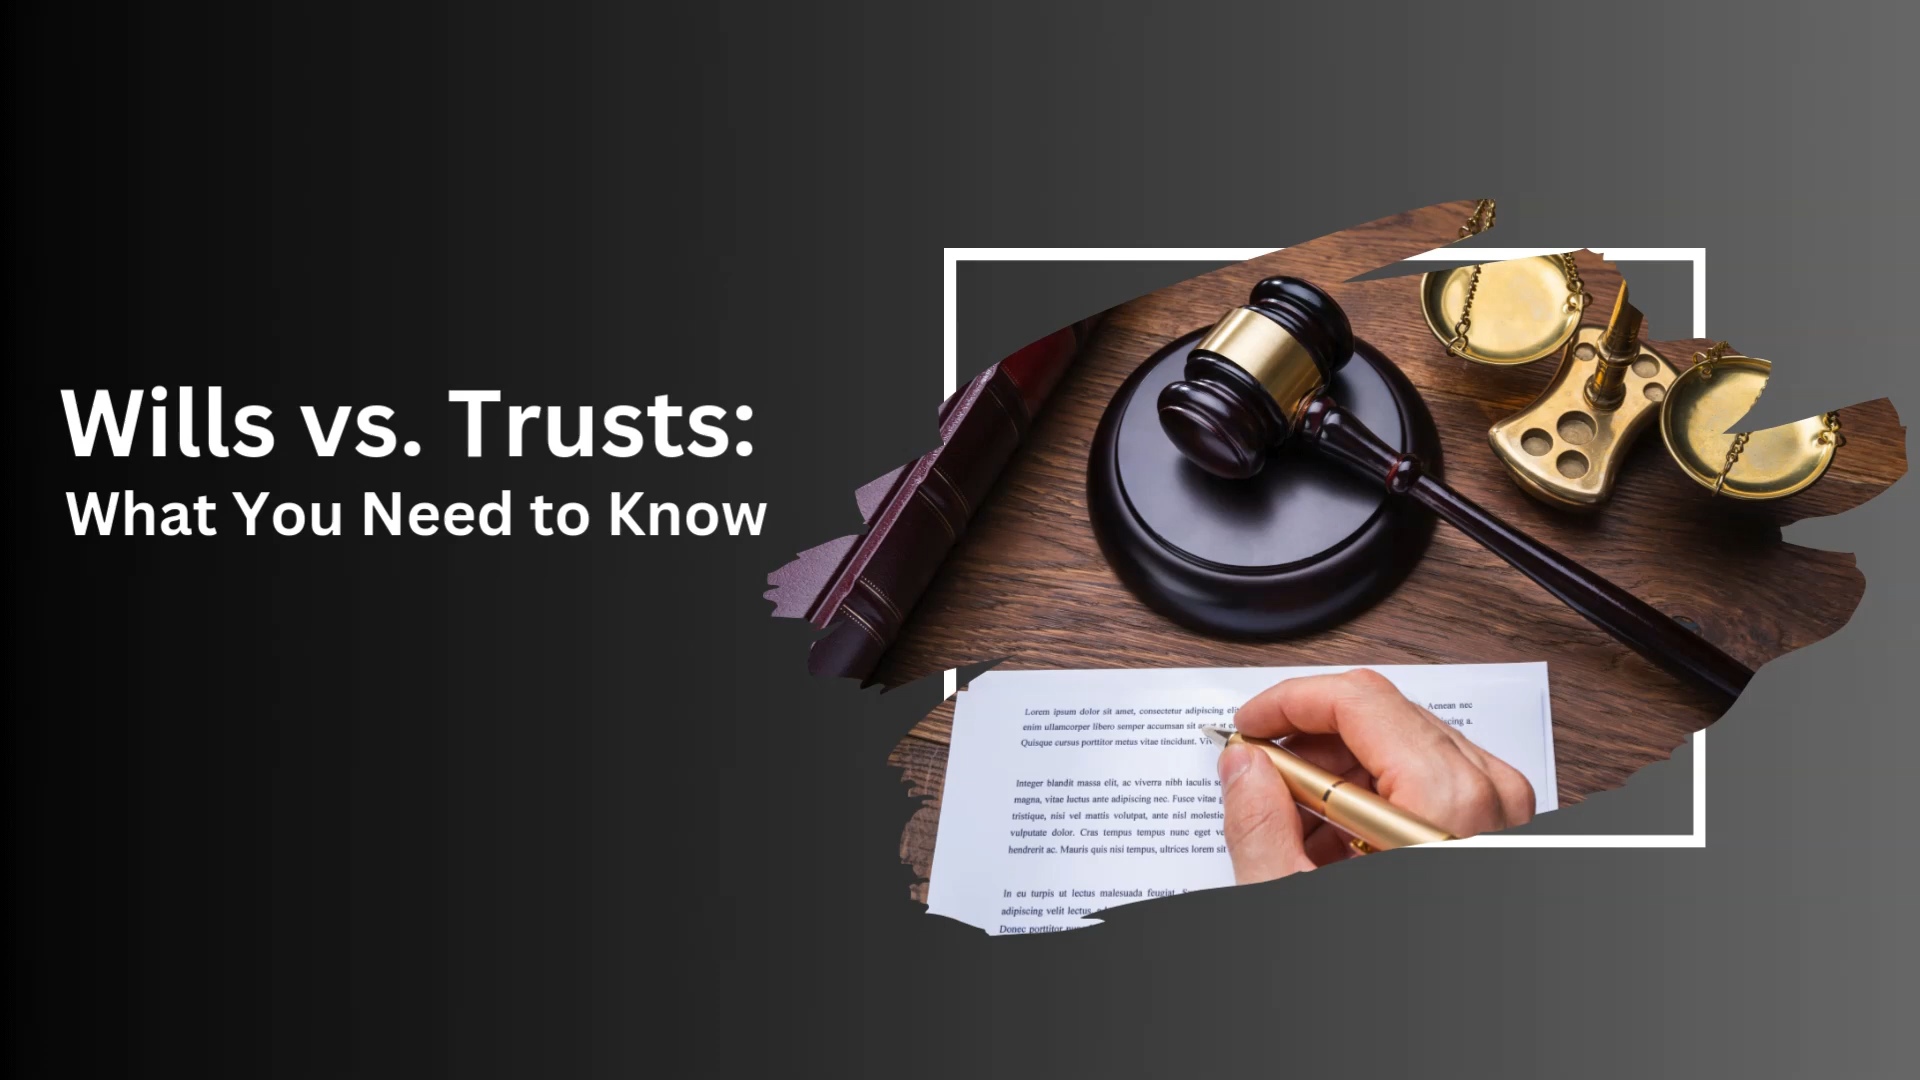 Wills vs. Trusts:
What You Need to Know
Lorem ipsum dolor sit amet, consectetur adipiscing Aenean nec
enim ullamcorper libero semper accumsan sit
Quisque cursus porttitor metus vitae tincidunt.
Integer blandit massa elit, ac viverra nibh iaculis
magna, vitae luctus ante adipiscing nec. Fusce vitae
tristique, nisi vel mattis volutpat, ante nisl molestie
vulputate dolor. Cras tempus tempus nunc eget
hendrerit ac. Mauris quis nisi tempus, ultrices lorem sit
In eu turpis ut lectus malesuada feugiat.
adipiscing velit lectus,
Donec porttitor